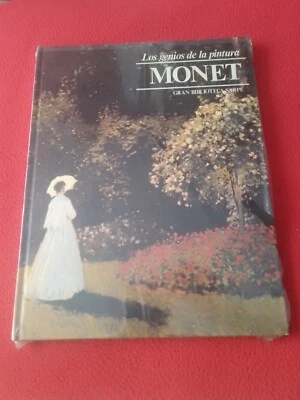 Los genios de la pintura
MONET
GRAN BIBLIOTECA SARPE